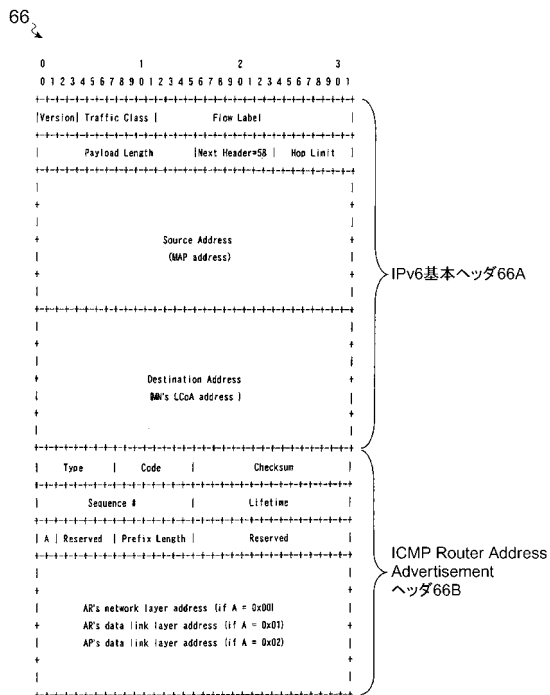 66
0 1 2 3
0 1 2 3 4 5 6 7 8 9 0 1 2 3 4 5 6 7 8 9 0 1 2 3 4 5 6 7 8 9 0 1
|Version| Traffic Class | Flow Label |
| Payload Length |Next Header=58 | Hop Limit |
Source Address
(MAP address)
IPv6基本ヘッダ66A
Destination Address
(MN's LCoA address )
| Type | Code | Checksum |
| Sequence # | Lifetime |
| A | Reserved | Prefix Length | Reserved |
ICMP Router Address
Advertisement
ヘッダ66B
AR's network layer address (if A = 0x00)
AR's data link layer address (if A = 0x01)
AP's data link layer address (if A = 0x02)